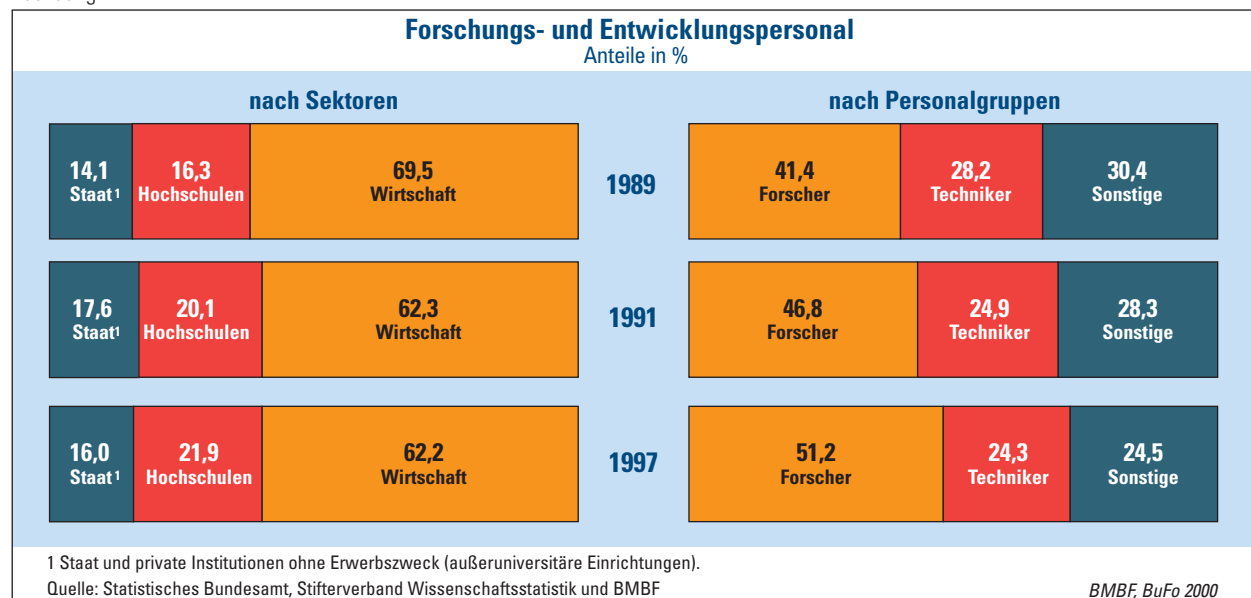 Forschungs- und Entwicklungspersonal
Anteile in %
nach Sektoren
nach Personalgruppen
14,1
Staat¹
16,3
Hochschulen
69,5
Wirtschaft
1989
41,4
Forscher
28,2
Techniker
30,4
Sonstige
17,6
Staat¹
20,1
Hochschulen
62,3
Wirtschaft
1991
46,8
Forscher
24,9
Techniker
28,3
Sonstige
16,0
Staat¹
21,9
Hochschulen
62,2
Wirtschaft
1997
51,2
Forscher
24,3
Techniker
24,5
Sonstige
1 Staat und private Institutionen ohne Erwerbszweck (außeruniversitäre Einrichtungen).
Quelle: Statistisches Bundesamt, Stifterverband Wissenschaftsstatistik und BMBF
BMBF, BuFo 2000